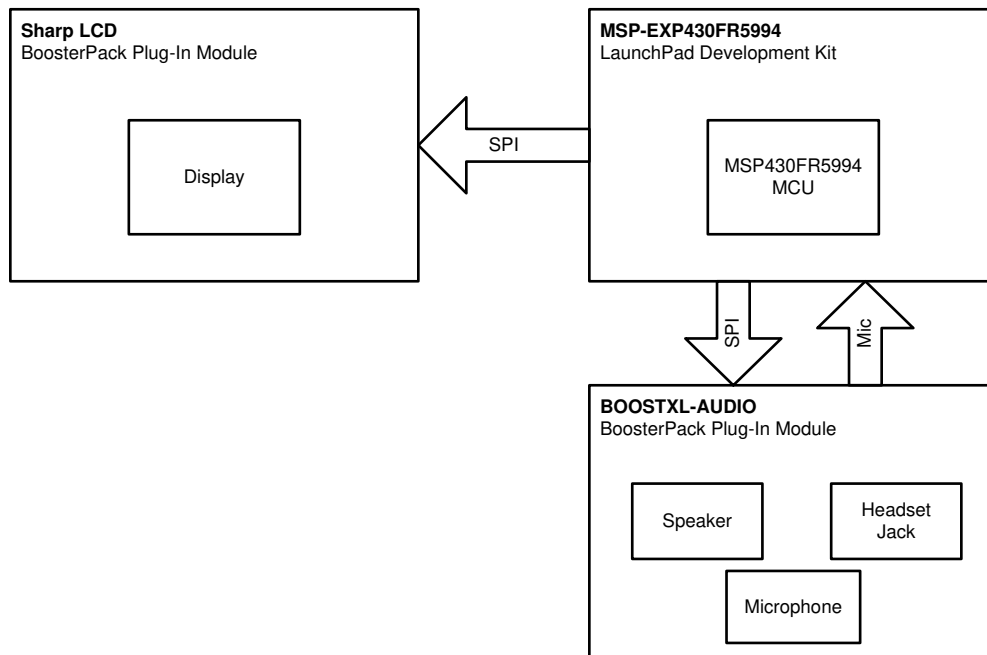 Sharp LCD
BoosterPack Plug-In Module
Display
SPI
MSP-EXP430FR5994
LaunchPad Development Kit
MSP430FR5994
MCU
SPI
Mic
BOOSTXL-AUDIO
BoosterPack Plug-In Module
Speaker
Headset
Jack
Microphone